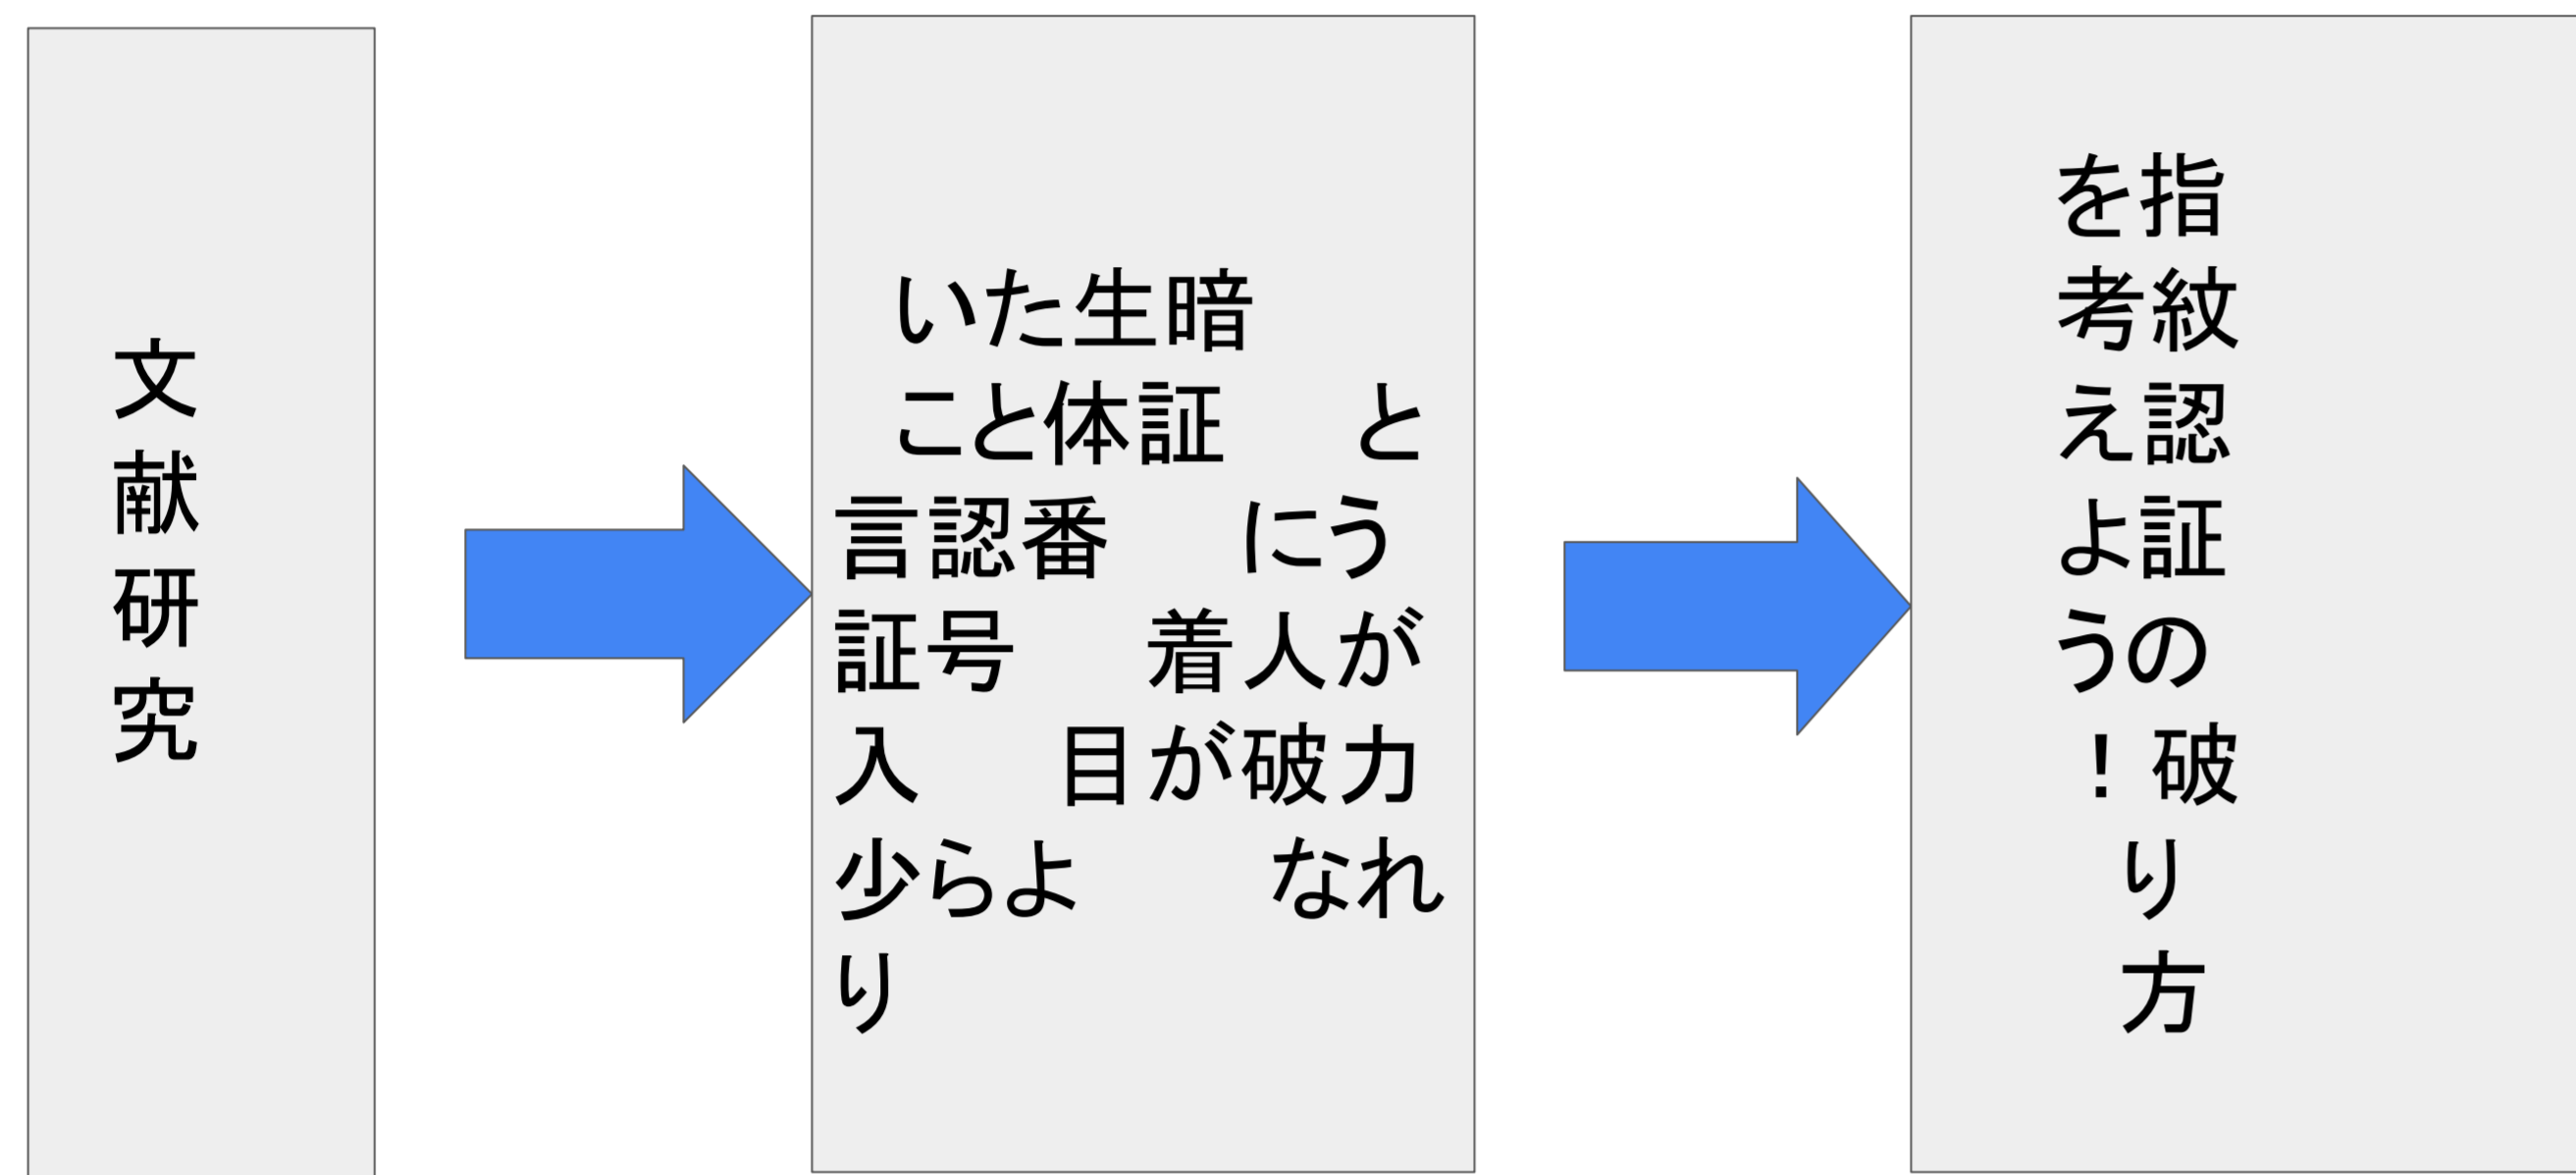 文献研究
いた生暗
こと体証　と
言認番　にう
証号　着人が
入　目が破力
少らよ　なれ
り
指紋認証の破り方
を考えよう！